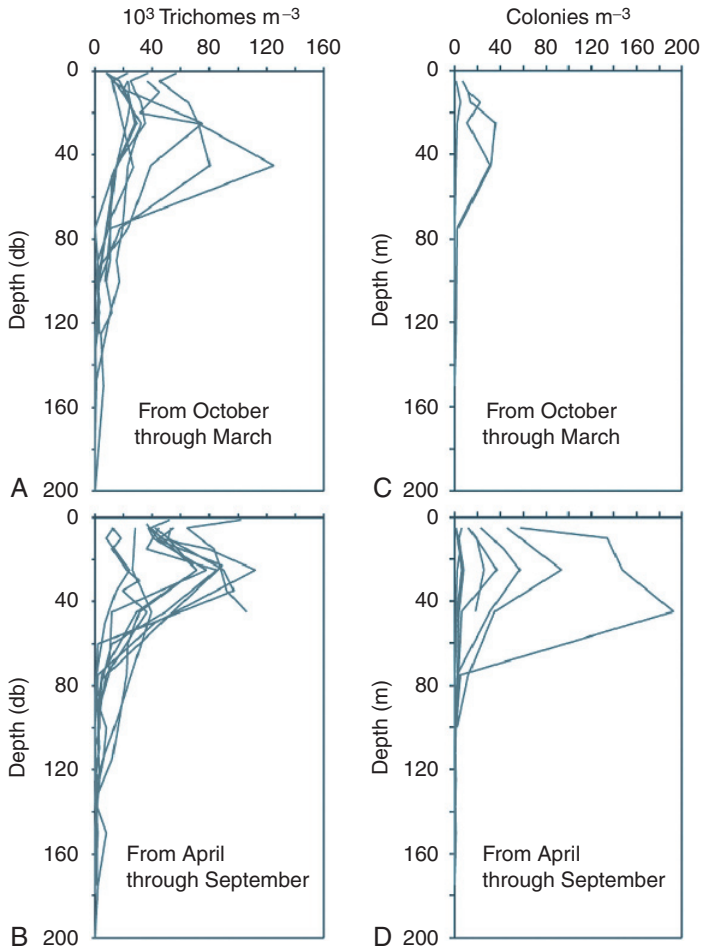 10³ Trichomes m⁻³
0 40 80 120 160
0
40
80
120
160
200
Depth (db)
From October
through March
A
Colonies m⁻³
0 40 80 120 160 200
0
40
80
120
160
200
Depth (m)
From October
through March
C
0
40
80
120
160
200
Depth (db)
From April
through September
B
0
40
80
120
160
200
Depth (m)
From April
through September
D